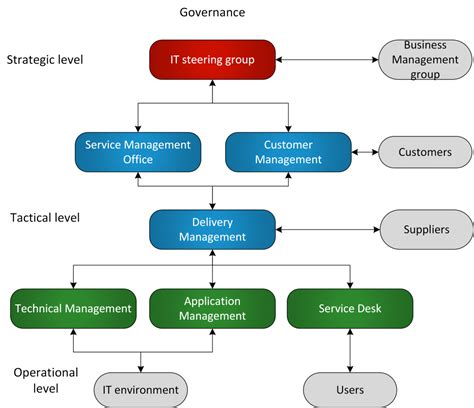 Governance
Strategic level
IT steering group
Business
Management
group
Service Management
Office
Customer
Management
Customers
Tactical level
Delivery
Management
Suppliers
Technical Management
Application
Management
Service Desk
Operational
level
IT environment
Users